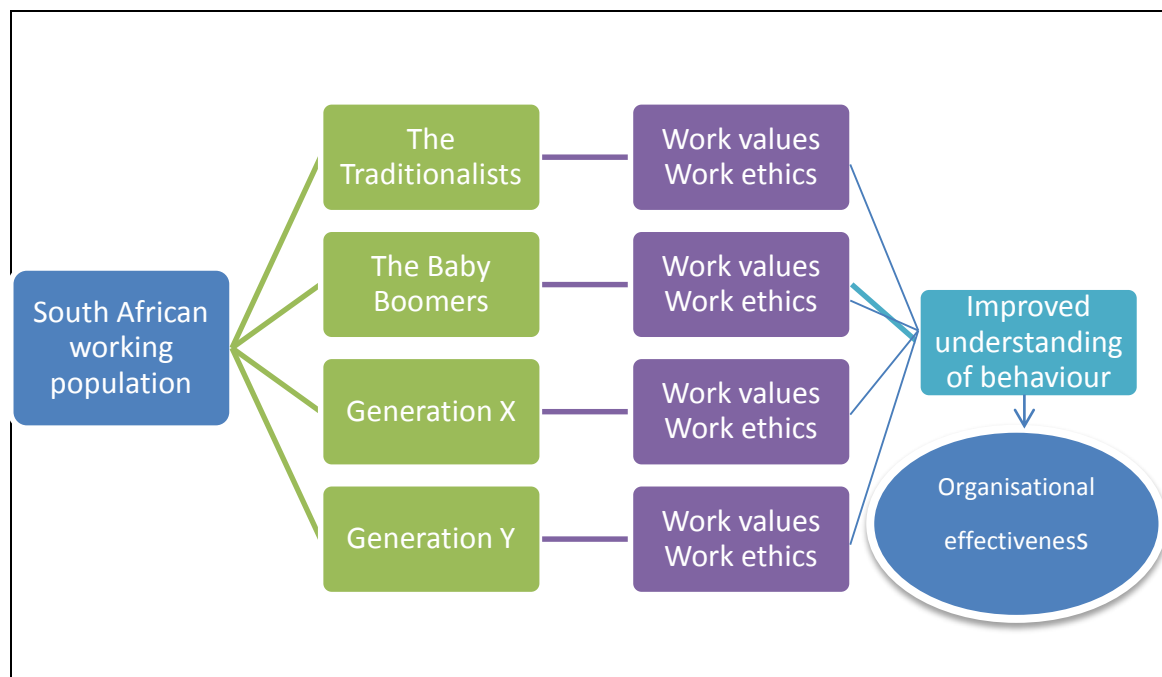 South African
working
population
The
Traditionalists
Work values
Work ethics
The Baby
Boomers
Work values
Work ethics
Generation X
Work values
Work ethics
Generation Y
Work values
Work ethics
Improved
understanding
of behaviour
Organisational
effectiveness